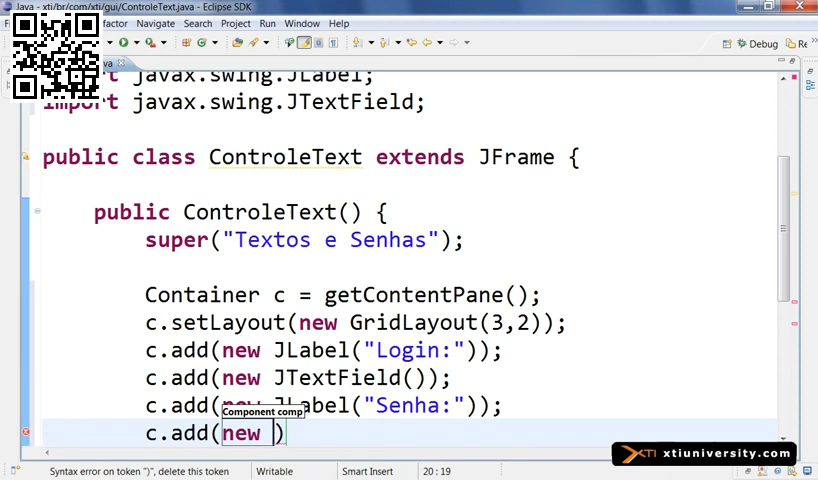 Java - xti/br/com/xti/gui/ControleText.java - Eclipse SDK
factor Navigate Search Project Run Window Help
Debug Re
va
import javax.swing.JLabel;
import javax.swing.JTextField;
public class ControleText extends JFrame {
public ControleText() {
super("Textos e Senhas");
Container c = getContentPane();
c.setLayout(new GridLayout(3,2));
c.add(new JLabel("Login:"));
c.add(new JTextField());
c.add(new JLabel("Senha:"));
Component comp
c.add(new )
XTI xtiuniversity.com
Syntax error on token ")", delete this token Writable Smart Insert 20 : 19